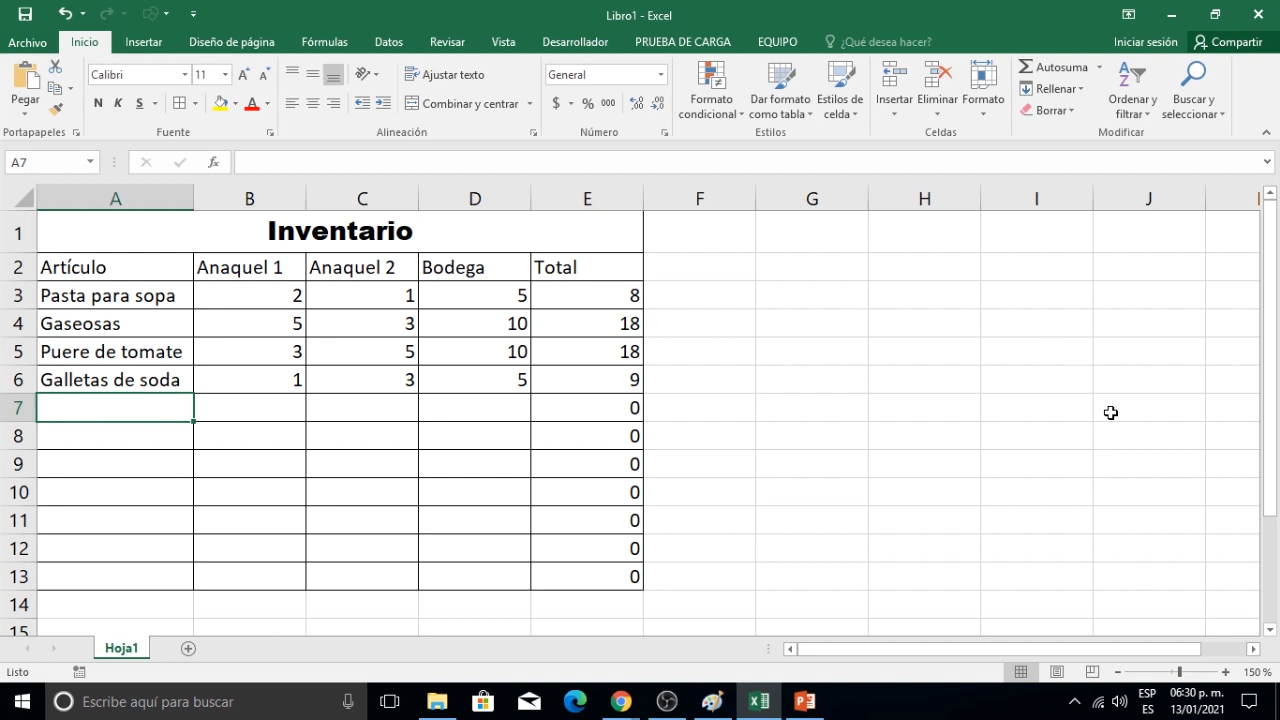 Libro1 - Excel
Archivo Inicio Insertar Diseño de página Fórmulas Datos Revisar Vista Desarrollador PRUEBA DE CARGA EQUIPO ¿Qué desea hacer? Iniciar sesión Compartir
Pegar
Portapapeles
Calibri 11
N K S
Fuente
Ajustar texto
Combinar y centrar
Alineación
General
$ % 000
Número
Formato condicional
Dar formato como tabla
Estilos de celda
Estilos
Insertar Eliminar Formato
Celdas
Autosuma
Rellenar
Borrar
Ordenar y filtrar
Buscar y seleccionar
Modificar
A7 fx
A B C D E F G H I J
1 Inventario
2 Artículo Anaquel 1 Anaquel 2 Bodega Total
3 Pasta para sopa 2 1 5 8
4 Gaseosas 5 3 10 18
5 Puere de tomate 3 5 10 18
6 Galletas de soda 1 3 5 9
7 0
8 0
9 0
10 0
11 0
12 0
13 0
14
15
Hoja1
Listo 150 %
Escribe aquí para buscar
ESP 06:30 p. m.
ES 13/01/2021